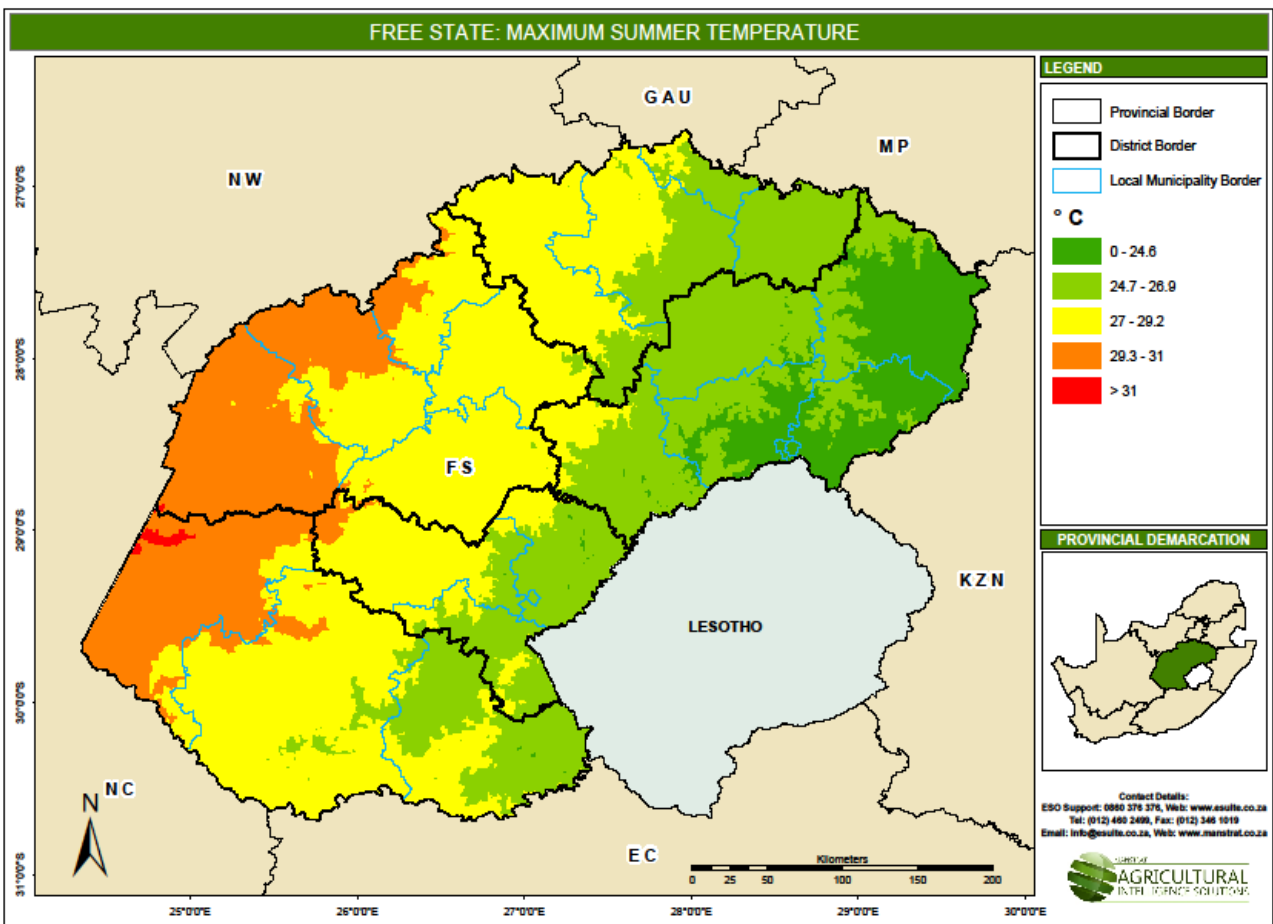 FREE STATE: MAXIMUM SUMMER TEMPERATURE
GAU
MP
NW
FS
LESOTHO
KZN
NC
EC
N
27°0'0"S
28°0'0"S
29°0'0"S
30°0'0"S
31°0'0"S
25°0'0"E
26°0'0"E
27°0'0"E
28°0'0"E
29°0'0"E
30°0'0"E
Kilometers
0 25 50 100 150 200
LEGEND
Provincial Border
District Border
Local Municipality Border
° C
0 - 24.6
24.7 - 26.9
27 - 29.2
29.3 - 31
> 31
PROVINCIAL DEMARCATION
Contact Details:
ESO Support: 0860 376 376, Web: www.esuite.co.za
Tel: (012) 460 2499, Fax: (012) 346 1019
Email: info@esuite.co.za, Web: www.manstrat.co.za
AGRICULTURAL
INTELLIGENCE SOLUTIONS